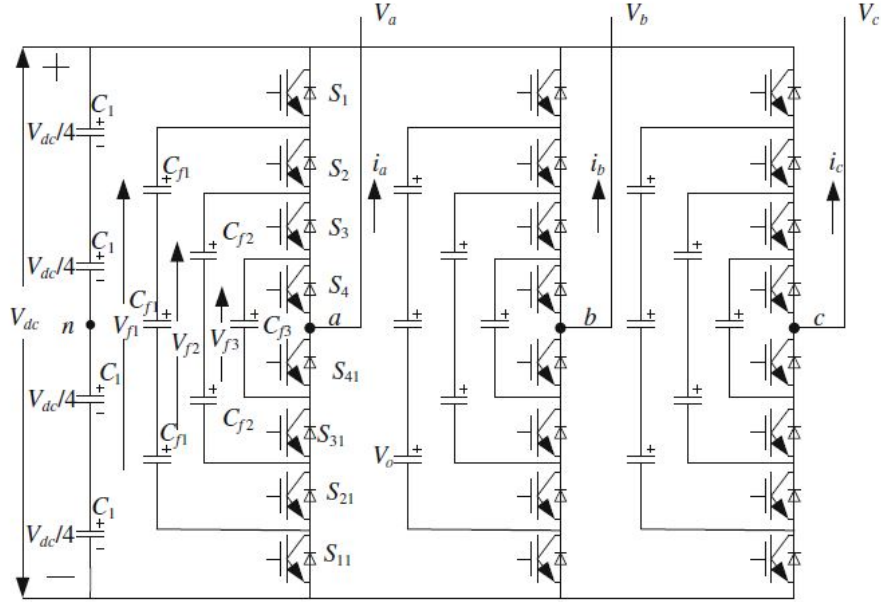 V_a V_b V_c
+
C_1 S_1
V_dc/4 + -
C_f1 S_2 i_a i_b i_c
C_f2 S_3
C_1
V_dc/4 + -
S_4
V_dc n C_f1 V_f1 V_f2 V_f3 C_f3 a b c
C_1 S_41
V_dc/4 + -
C_f2
C_f1 S_31
V_o
S_21
C_1
V_dc/4 + -
S_11
—